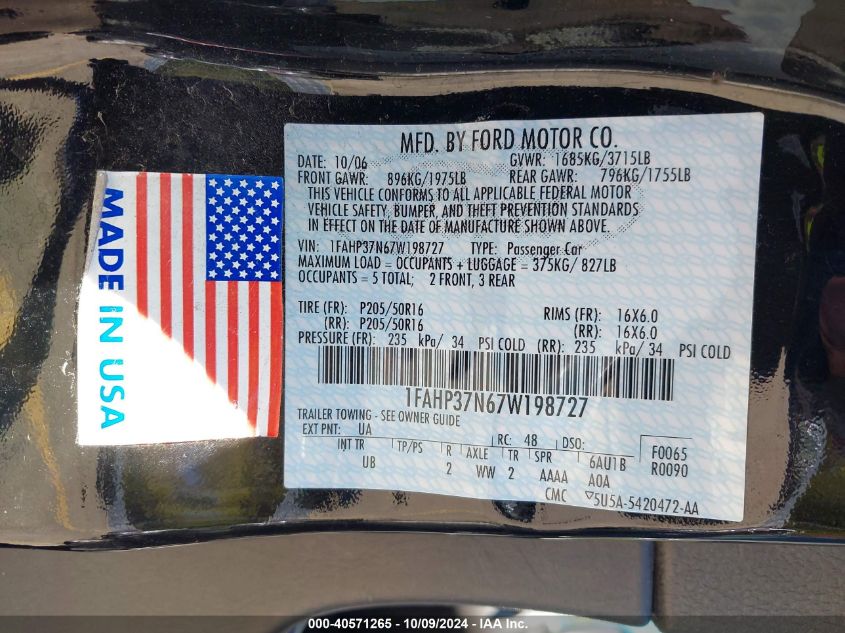 MADE IN USA
MFD. BY FORD MOTOR CO.
DATE: 10/06 GVWR: 1685KG/3715LB
FRONT GAWR: 896KG/1975LB REAR GAWR: 796KG/1755LB
THIS VEHICLE CONFORMS TO ALL APPLICABLE FEDERAL MOTOR
VEHICLE SAFETY, BUMPER, AND THEFT PREVENTION STANDARDS
IN EFFECT ON THE DATE OF MANUFACTURE SHOWN ABOVE.
VIN: 1FAHP37N67W198727 TYPE: Passenger Car
MAXIMUM LOAD = OCCUPANTS + LUGGAGE = 375KG/ 827LB
OCCUPANTS = 5 TOTAL; 2 FRONT, 3 REAR
TIRE (FR): P205/50R16 RIMS (FR): 16X6.0
(RR): P205/50R16 (RR): 16X6.0
PRESSURE (FR): 235 kPa/ 34 PSI COLD (RR): 235 kPa/ 34 PSI COLD
1FAHP37N67W198727
TRAILER TOWING - SEE OWNER GUIDE
EXT PNT: UA RC: 48 DSO: F0065
INT TR TP/PS R AXLE TR SPR 6AU1B R0090
UB 2 WW 2 AAAA A0A
CMC ▽5U5A-5420472-AA
000-40571265 - 10/09/2024 - IAA Inc.